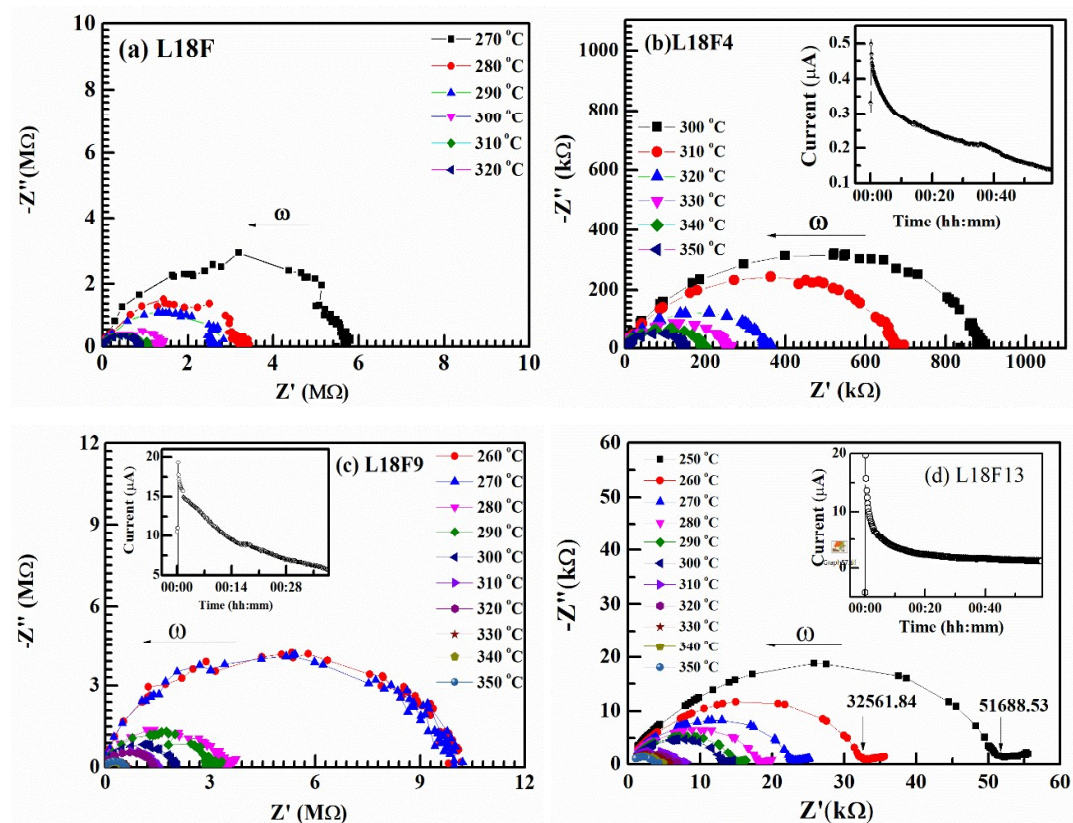 10
8
6
4
2
0
-Z" (MΩ)
(a) L18F
270 °C
280 °C
290 °C
300 °C
310 °C
320 °C
ω
0 2 4 6 8 10
Z' (MΩ)
1000
800
600
400
200
0
-Z" (kΩ)
(b)L18F4
300 °C
310 °C
320 °C
330 °C
340 °C
350 °C
0.5
0.4
0.3
0.2
0.1
Current (μA)
00:00 00:20 00:40
Time (hh:mm)
ω
0 200 400 600 800 1000
Z' (kΩ)
12
9
6
3
0
-Z" (MΩ)
20
15
10
5
Current (μA)
00:00 00:14 00:28
Time (hh:mm)
(c) L18F9
260 °C
270 °C
280 °C
290 °C
300 °C
310 °C
320 °C
330 °C
340 °C
350 °C
ω
0 3 6 9 12
Z' (MΩ)
60
50
40
30
20
10
0
-Z"(kΩ)
250 °C
260 °C
270 °C
280 °C
290 °C
300 °C
310 °C
320 °C
330 °C
340 °C
350 °C
20
15
10
0
Current (μA)
(d) L18F13
00:00 00:20 00:40
Time (hh:mm)
ω
32561.84
51688.53
0 10 20 30 40 50 60
Z'(kΩ)